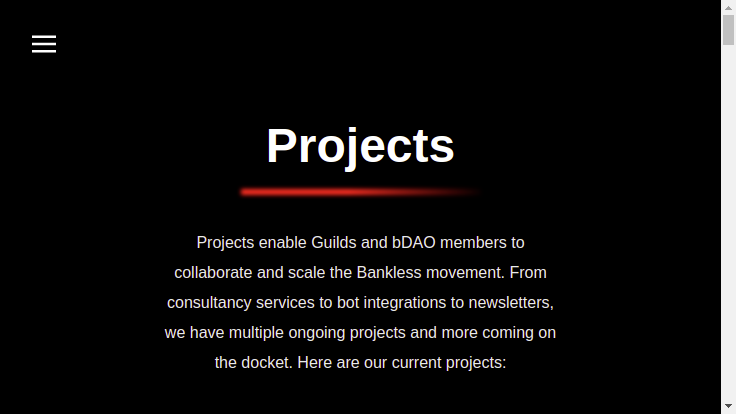 Projects
Projects enable Guilds and bDAO members to
collaborate and scale the Bankless movement. From
consultancy services to bot integrations to newsletters,
we have multiple ongoing projects and more coming on
the docket. Here are our current projects: